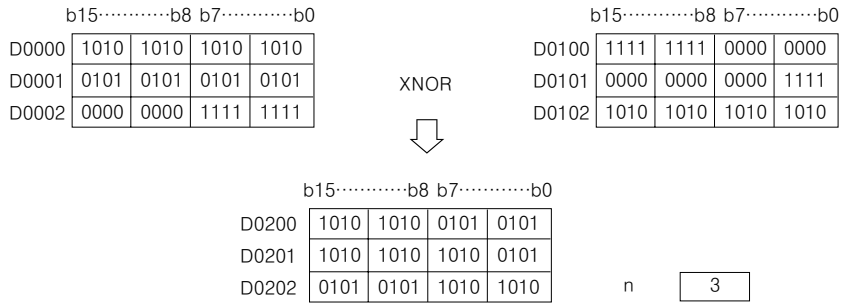 b15············b8 b7············b0 b15············b8 b7············b0
D0000 1010 1010 1010 1010 D0100 1111 1111 0000 0000
D0001 0101 0101 0101 0101 XNOR D0101 0000 0000 0000 1111
D0002 0000 0000 1111 1111 D0102 1010 1010 1010 1010
b15············b8 b7············b0
D0200 1010 1010 0101 0101
D0201 1010 1010 1010 0101
D0202 0101 0101 1010 1010 n 3